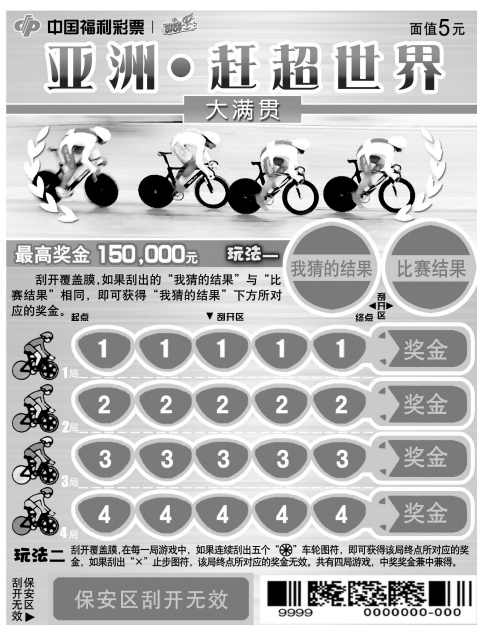 中国福利彩票
面值5元
亚洲·赶超世界
大满贯
最高奖金 150,000元 玩法一
我猜的结果 比赛结果
刮开覆盖膜,如果刮出的“我猜的结果”与“比
赛结果”相同，即可获得“我猜的结果”下方所对
应的奖金。
刮开区
起点 ▼刮开区 终点
1 1 1 1 1 奖金
1局
2 2 2 2 2 奖金
2局
3 3 3 3 3 奖金
3局
4 4 4 4 4 奖金
4局
玩法二 刮开覆盖膜,在每一局游戏中，如果连续刮出五个“ ”车轮图符，即可获得该局终点所对应的奖
金，如果刮出“×”止步图符，该局终点所对应的奖金无效。共有四局游戏，中奖奖金兼中兼得。
保安区
刮开无效
保安区刮开无效
9999 0000000-000